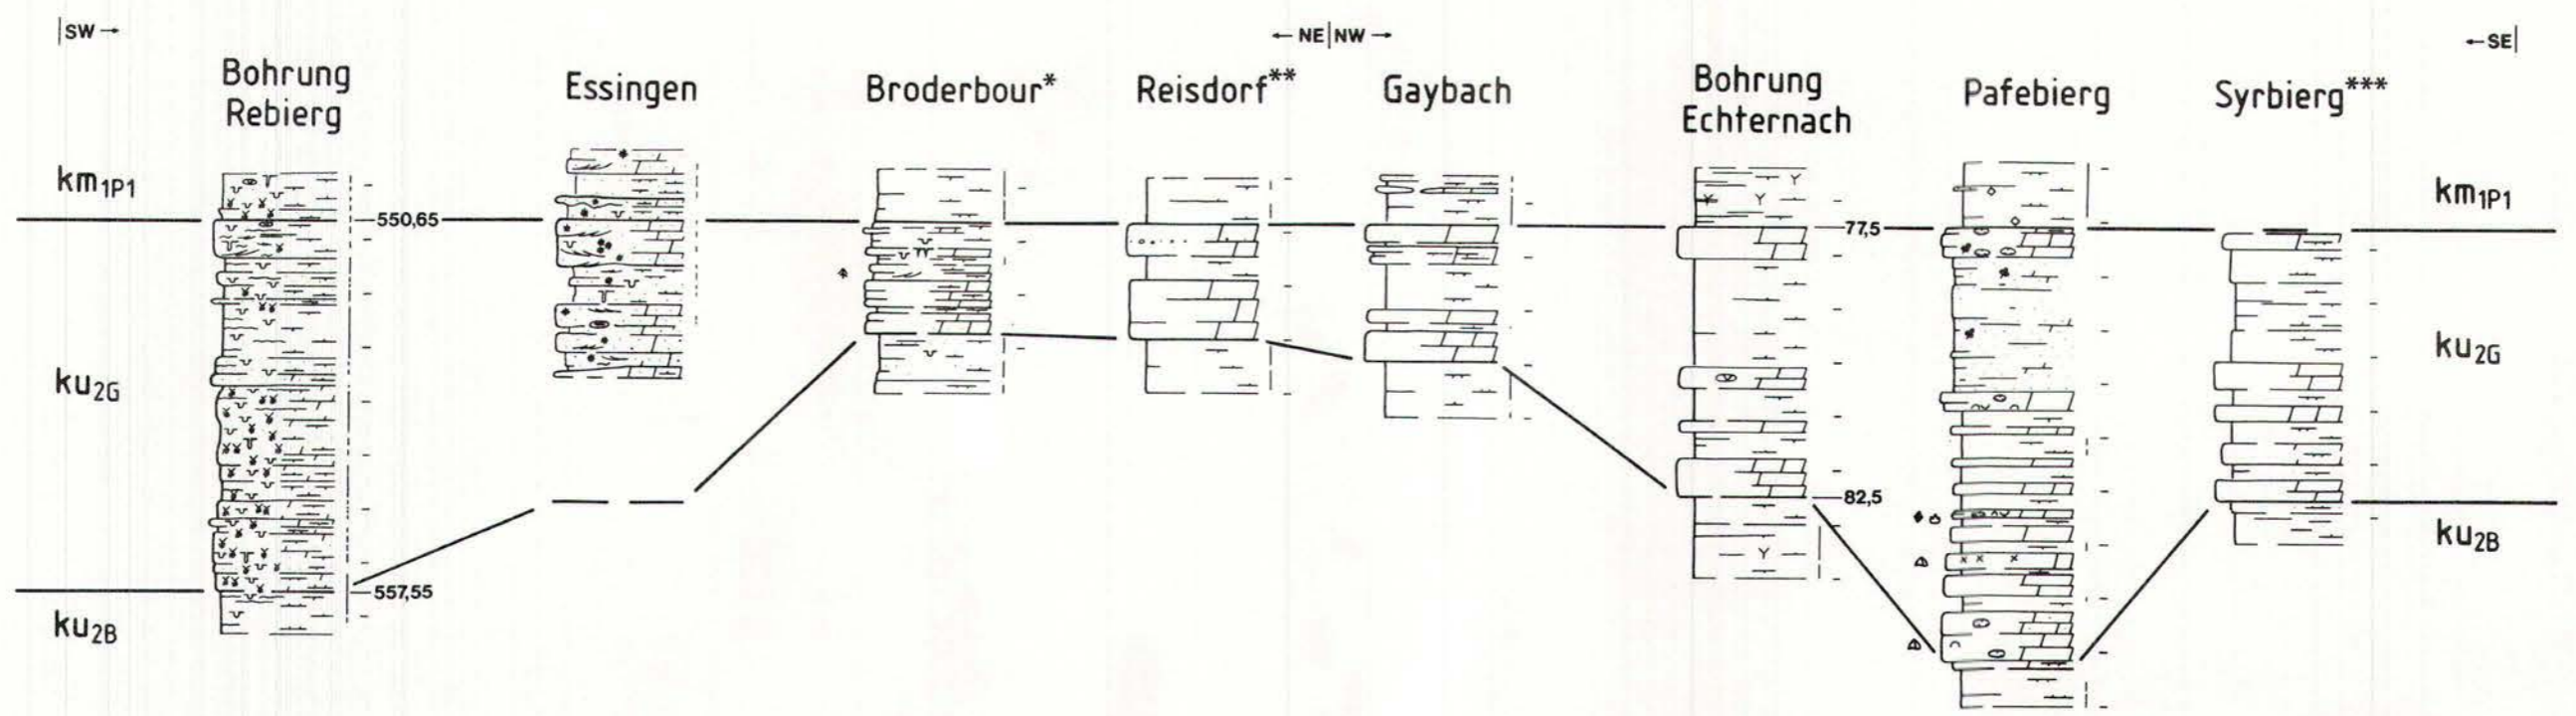 |SW→
←NE|NW→
←SE|
Bohrung
Rebierg
Essingen
Broderbour*
Reisdorf**
Gaybach
Bohrung
Echternach
Pafebierg
Syrbierg***
km1P1
550,65
77,5
km1P1
ku2G
ku2G
82,5
557,55
ku2B
ku2B